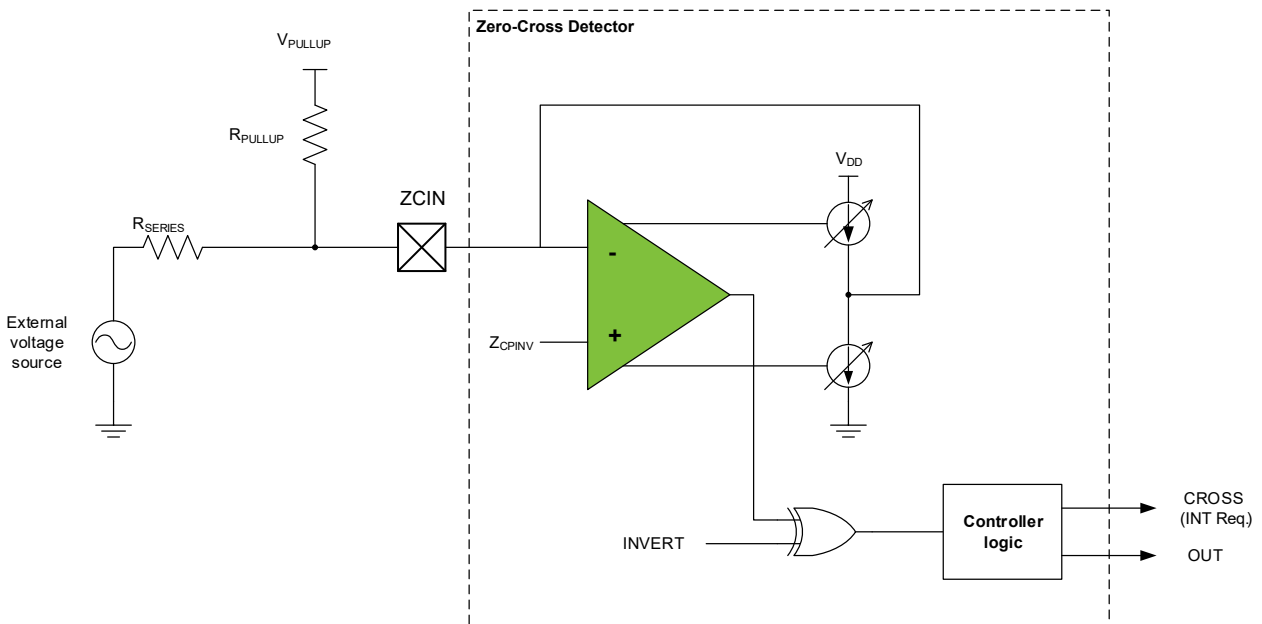 Zero-Cross Detector
VPULLUP
RPULLUP
VDD
ZCIN
RSERIES
-
External
voltage
source
+
ZCPINV
CROSS
(INT Req.)
Controller
logic
INVERT
OUT